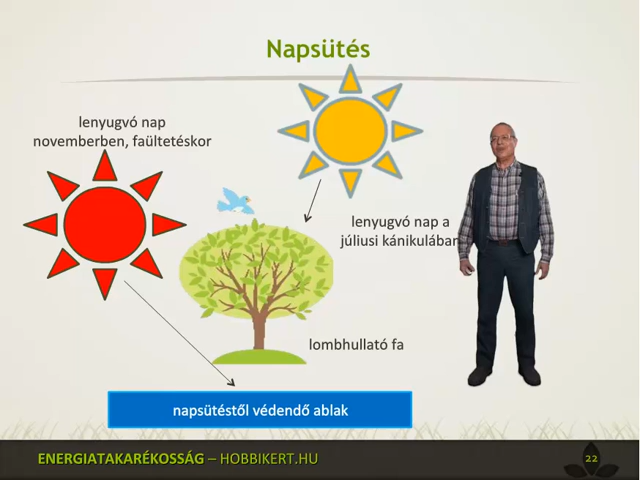 Napsütés
lenyugvó nap
novemberben, faültetéskor
lenyugvó nap a
júliusi kánikulában
lombhullató fa
napsütéstől védendő ablak
ENERGIATAKARÉKOSSÁG – HOBBIKERT.HU
22